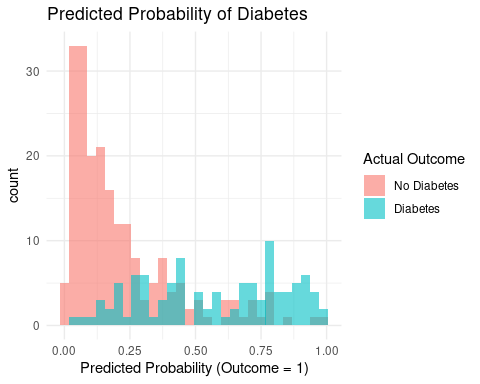 Predicted Probability of Diabetes
30
20
10
0
count
0.00 0.25 0.50 0.75 1.00
Predicted Probability (Outcome = 1)
Actual Outcome
No Diabetes
Diabetes